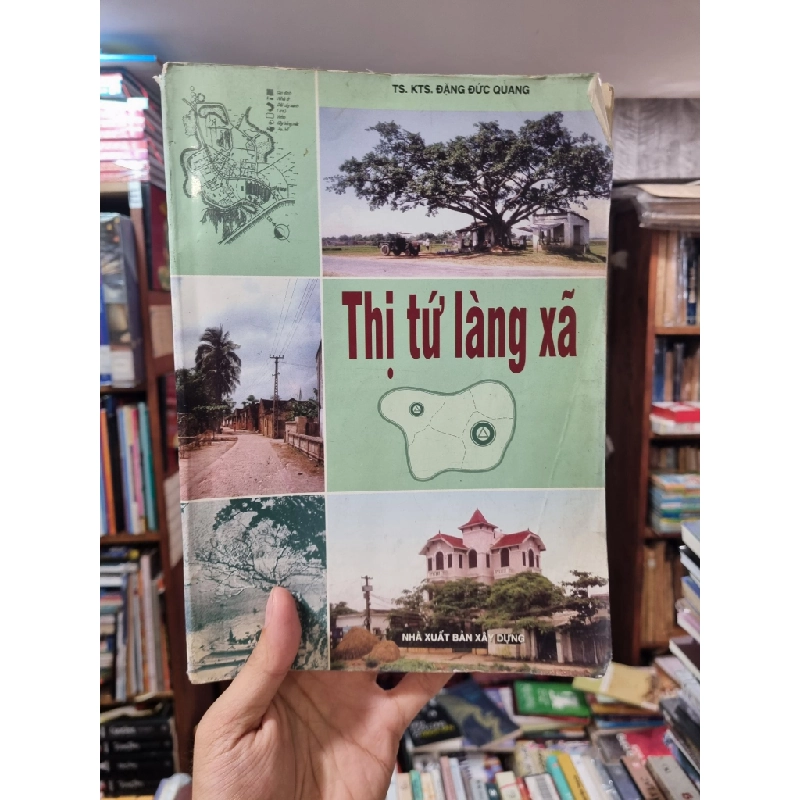 TS. KTS. ĐẶNG ĐỨC QUANG
Thị tứ làng xã
NHÀ XUẤT BẢN XÂY DỰNG